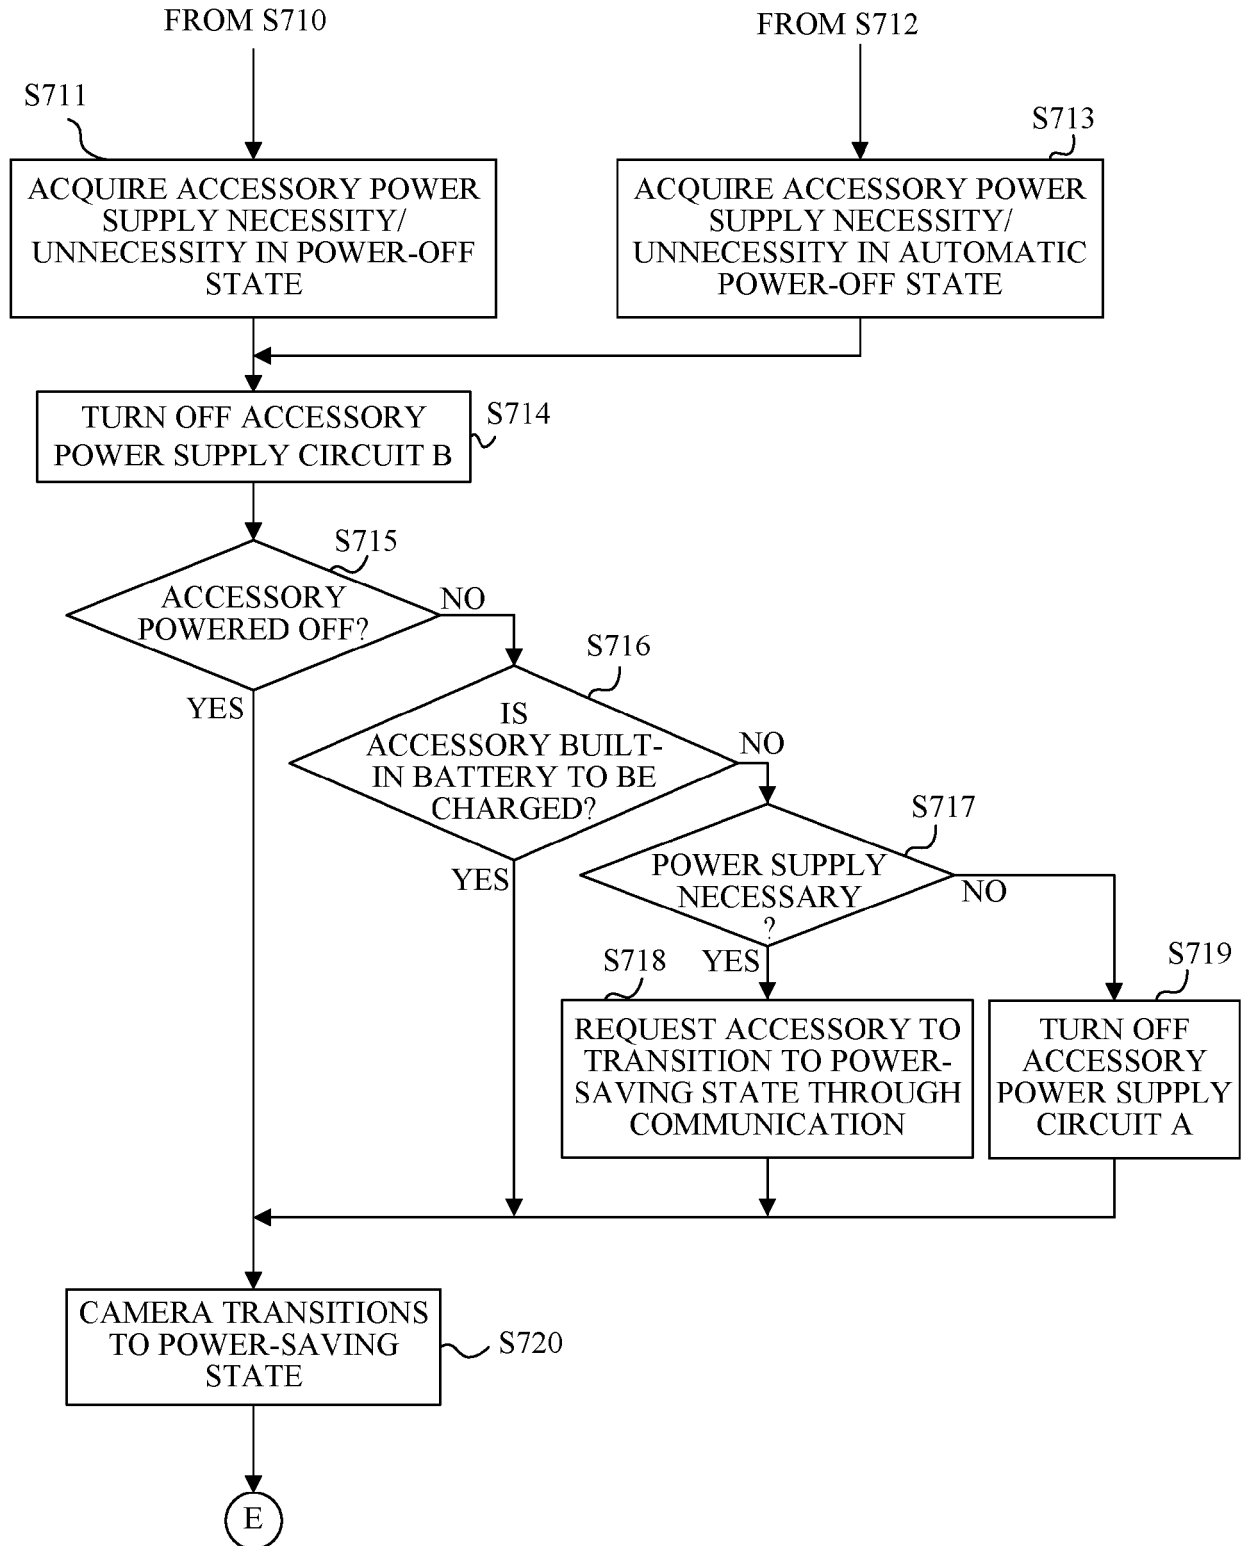 FROM S710
FROM S712
S711
S713
ACQUIRE ACCESSORY POWER
SUPPLY NECESSITY/
UNNECESSITY IN POWER-OFF
STATE
ACQUIRE ACCESSORY POWER
SUPPLY NECESSITY/
UNNECESSITY IN AUTOMATIC
POWER-OFF STATE
TURN OFF ACCESSORY
POWER SUPPLY CIRCUIT B
S714
S715
ACCESSORY
POWERED OFF?
NO
YES
S716
IS
ACCESSORY BUILT-
IN BATTERY TO BE
CHARGED?
NO
YES
S717
POWER SUPPLY
NECESSARY
?
NO
YES
S718
S719
REQUEST ACCESSORY TO
TRANSITION TO POWER-
SAVING STATE THROUGH
COMMUNICATION
TURN OFF
ACCESSORY
POWER SUPPLY
CIRCUIT A
CAMERA TRANSITIONS
TO POWER-SAVING
STATE
S720
E